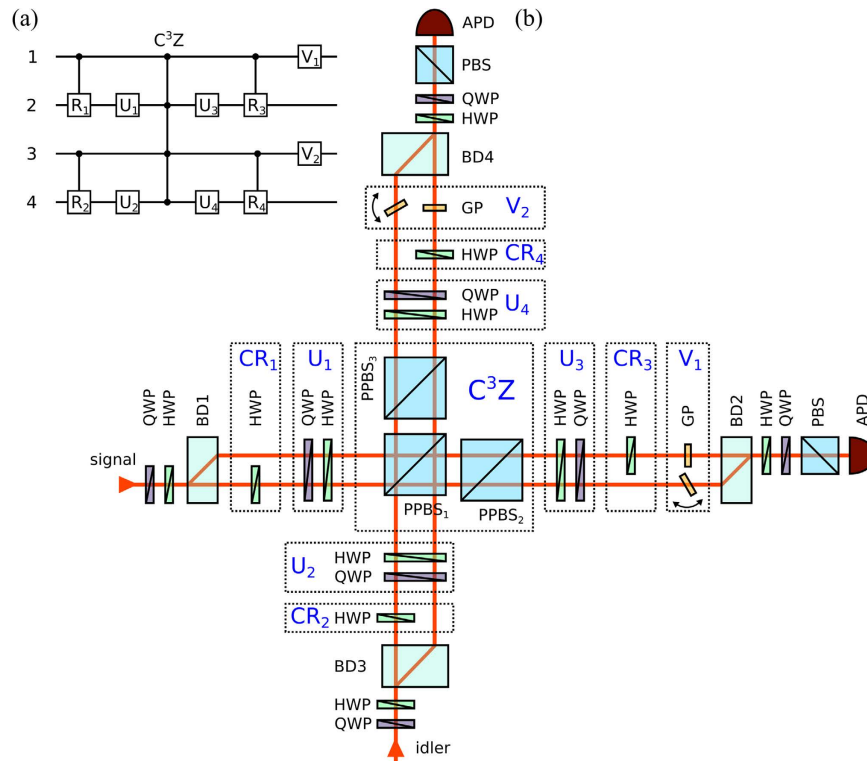 (a)
C³Z
1
V₁
2
R₁
U₁
U₃
R₃
3
V₂
4
R₂
U₂
U₄
R₄
(b)
APD
PBS
QWP
HWP
BD4
GP
V₂
HWP
CR₄
QWP
HWP
U₄
PPBS₃
C³Z
PPBS₁
PPBS₂
signal
QWP
HWP
BD1
CR₁
HWP
U₁
QWP
HWP
U₃
HWP
QWP
CR₃
HWP
V₁
GP
BD2
HWP
QWP
PBS
APD
U₂
HWP
QWP
CR₂
HWP
BD3
HWP
QWP
idler